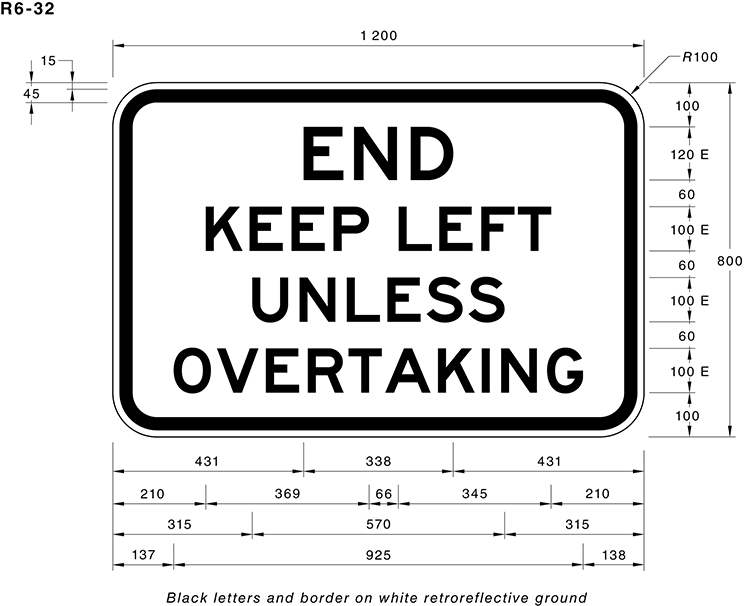 R6-32
1 200
15
R100
45
100
END
120 E
60
KEEP LEFT
100 E
60
800
UNLESS
100 E
60
OVERTAKING
100 E
100
431 338 431
210 369 66 345 210
315 570 315
137 925 138
Black letters and border on white retroreflective ground